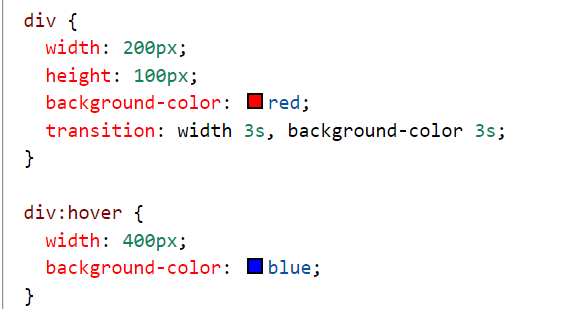 div {
  width: 200px;
  height: 100px;
  background-color: red;
  transition: width 3s, background-color 3s;
}

div:hover {
  width: 400px;
  background-color: blue;
}